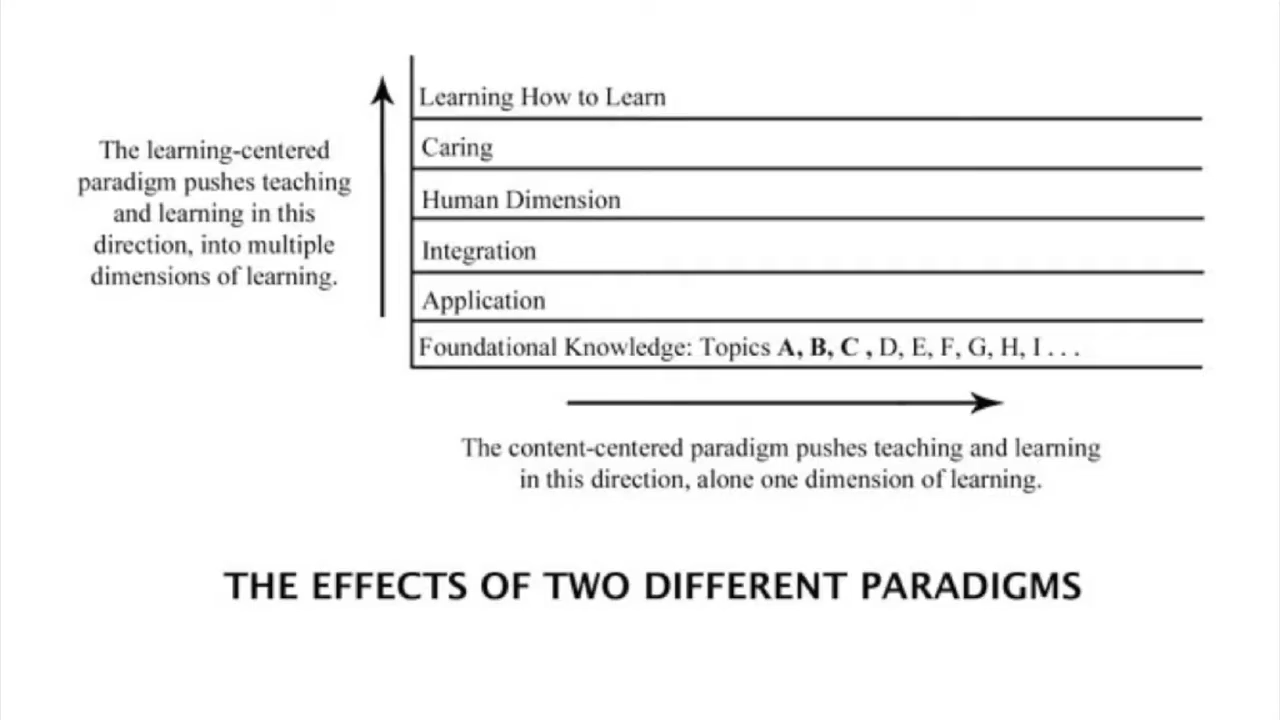 Learning How to Learn
Caring
Human Dimension
Integration
Application
Foundational Knowledge: Topics A, B, C , D, E, F, G, H, I . . .
The learning-centered
paradigm pushes teaching
and learning in this
direction, into multiple
dimensions of learning.
The content-centered paradigm pushes teaching and learning
in this direction, alone one dimension of learning.
THE EFFECTS OF TWO DIFFERENT PARADIGMS